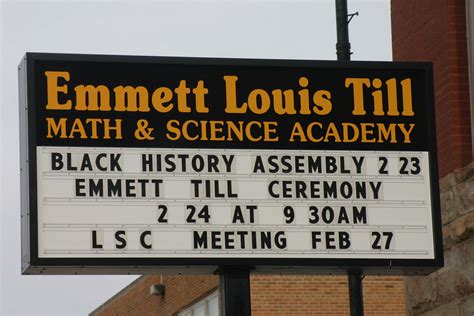 Emmett Louis Till
MATH & SCIENCE ACADEMY
BLACK HISTORY ASSEMBLY 2 23
EMMETT TILL CEREMONY
2 24 AT 9 30AM
LSC MEETING FEB 27